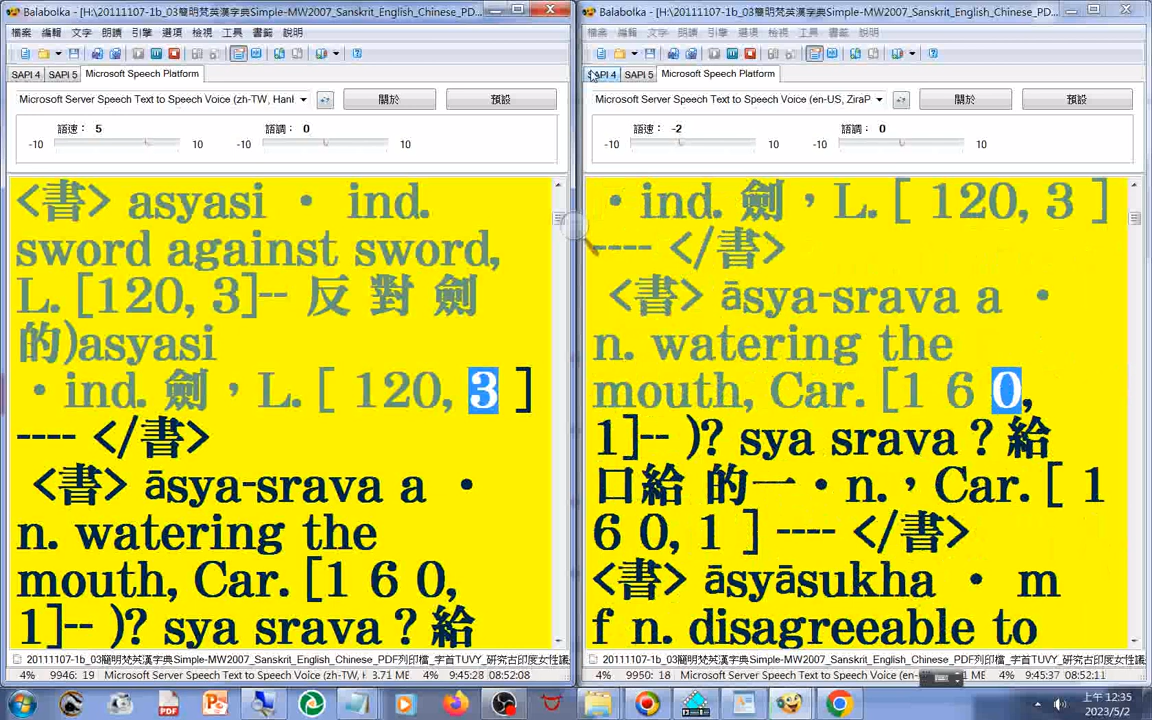 Balabolka - [H:\20111107-1b_03簡明梵英漢字典Simple-MW2007_Sanskrit_English_Chinese_PD...
檔案 編輯 文字 朗讀 引擎 選項 檢視 工具 書籤 說明
SAPI 4 SAPI 5 Microsoft Speech Platform
Microsoft Server Speech Text to Speech Voice (zh-TW, Hanl
關於 預設
語速： 5 語調： 0
-10 10 -10 10
<書> asyasi • ind.
sword against sword,
L. [120, 3]-- 反 對 劍
的)asyasi
•ind. 劍，L. [ 120, 3 ]
---- </書>
<書> āsya-srava a •
n. watering the
mouth, Car. [1 6 0,
1]-- )? sya srava？給
20111107-1b_03簡明梵英漢字典Simple-MW2007_Sanskrit_English_Chinese_PDF列印檔_字首TUVY_研究古印度女性議
4% 9946: 19 Microsoft Server Speech Text to Speech Voice (zh-TW, H 3.71 ME 4% 9:45:28 08:52:08
Balabolka - [H:\20111107-1b_03簡明梵英漢字典Simple-MW2007_Sanskrit_English_Chinese_PD...
檔案 編輯 文字 朗讀 引擎 選項 檢視 工具 書籤 說明
SAPI 4 SAPI 5 Microsoft Speech Platform
Microsoft Server Speech Text to Speech Voice (en-US, ZiraP
關於 預設
語速： -2 語調： 0
-10 10 -10 10
•ind. 劍，L. [ 120, 3 ]
---- </書>
<書> āsya-srava a •
n. watering the
mouth, Car. [1 6 0,
1]-- )? sya srava？給
口給 的一•n.，Car. [ 1
6 0, 1 ] ---- </書>
<書> āsyāsukha • m
f n. disagreeable to
20111107-1b_03簡明梵英漢字典Simple-MW2007_Sanskrit_English_Chinese_PDF列印檔_字首TUVY_研究古印度女性議
4% 9950: 18 Microsoft Server Speech Text to Speech Voice (en-US 4% 9:45:37 08:52:11
PDF
上午 12:35
2023/5/2